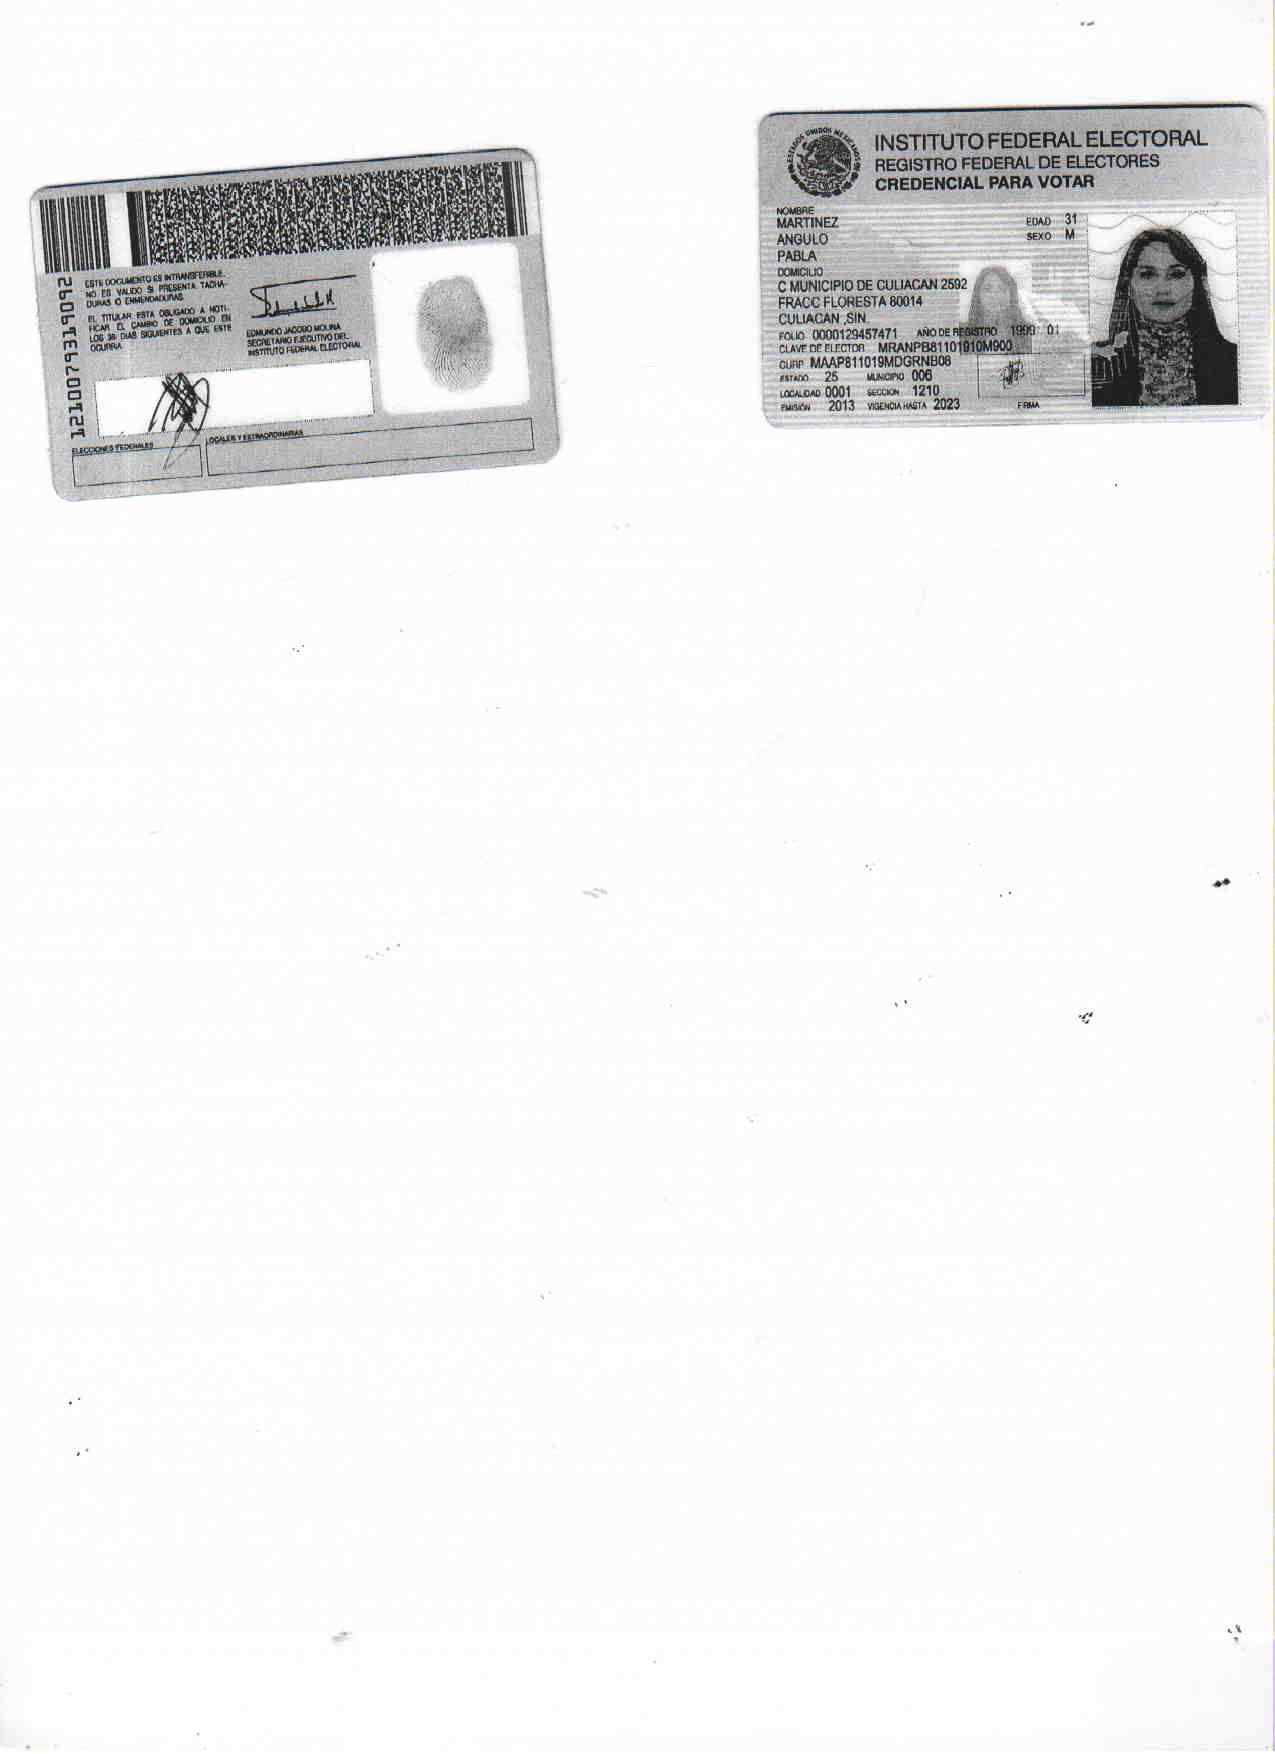 ESTE DOCUMENTO ES INTRANSFERIBLE.
NO ES VALIDO SI PRESENTA TACHA-
DURAS O ENMENDADURAS.
EL TITULAR ESTA OBLIGADO A NOTI-
FICAR EL CAMBIO DE DOMICILIO EN
LOS 30 DIAS SIGUIENTES A QUE ESTE
OCURRA.
EDMUNDO JACOBO MOLINA
SECRETARIO EJECUTIVO DEL
INSTITUTO FEDERAL ELECTORAL
1210079319092
ELECCIONES FEDERALES
LOCALES Y EXTRAORDINARIAS
ESTADOS UNIDOS MEXICANOS
INSTITUTO FEDERAL ELECTORAL
REGISTRO FEDERAL DE ELECTORES
CREDENCIAL PARA VOTAR
NOMBRE
MARTINEZ
ANGULO
PABLA
EDAD 31
SEXO M
DOMICILIO
C MUNICIPIO DE CULIACAN 2592
FRACC FLORESTA 80014
CULIACAN ,SIN.
FOLIO 0000129457471 AÑO DE REGISTRO 1999 01
CLAVE DE ELECTOR MRANPB81101910M900
CURP MAAP811019MDGRNB08
ESTADO 25 MUNICIPIO 006
LOCALIDAD 0001 SECCION 1210
EMISIÓN 2013 VIGENCIA HASTA 2023
FIRMA